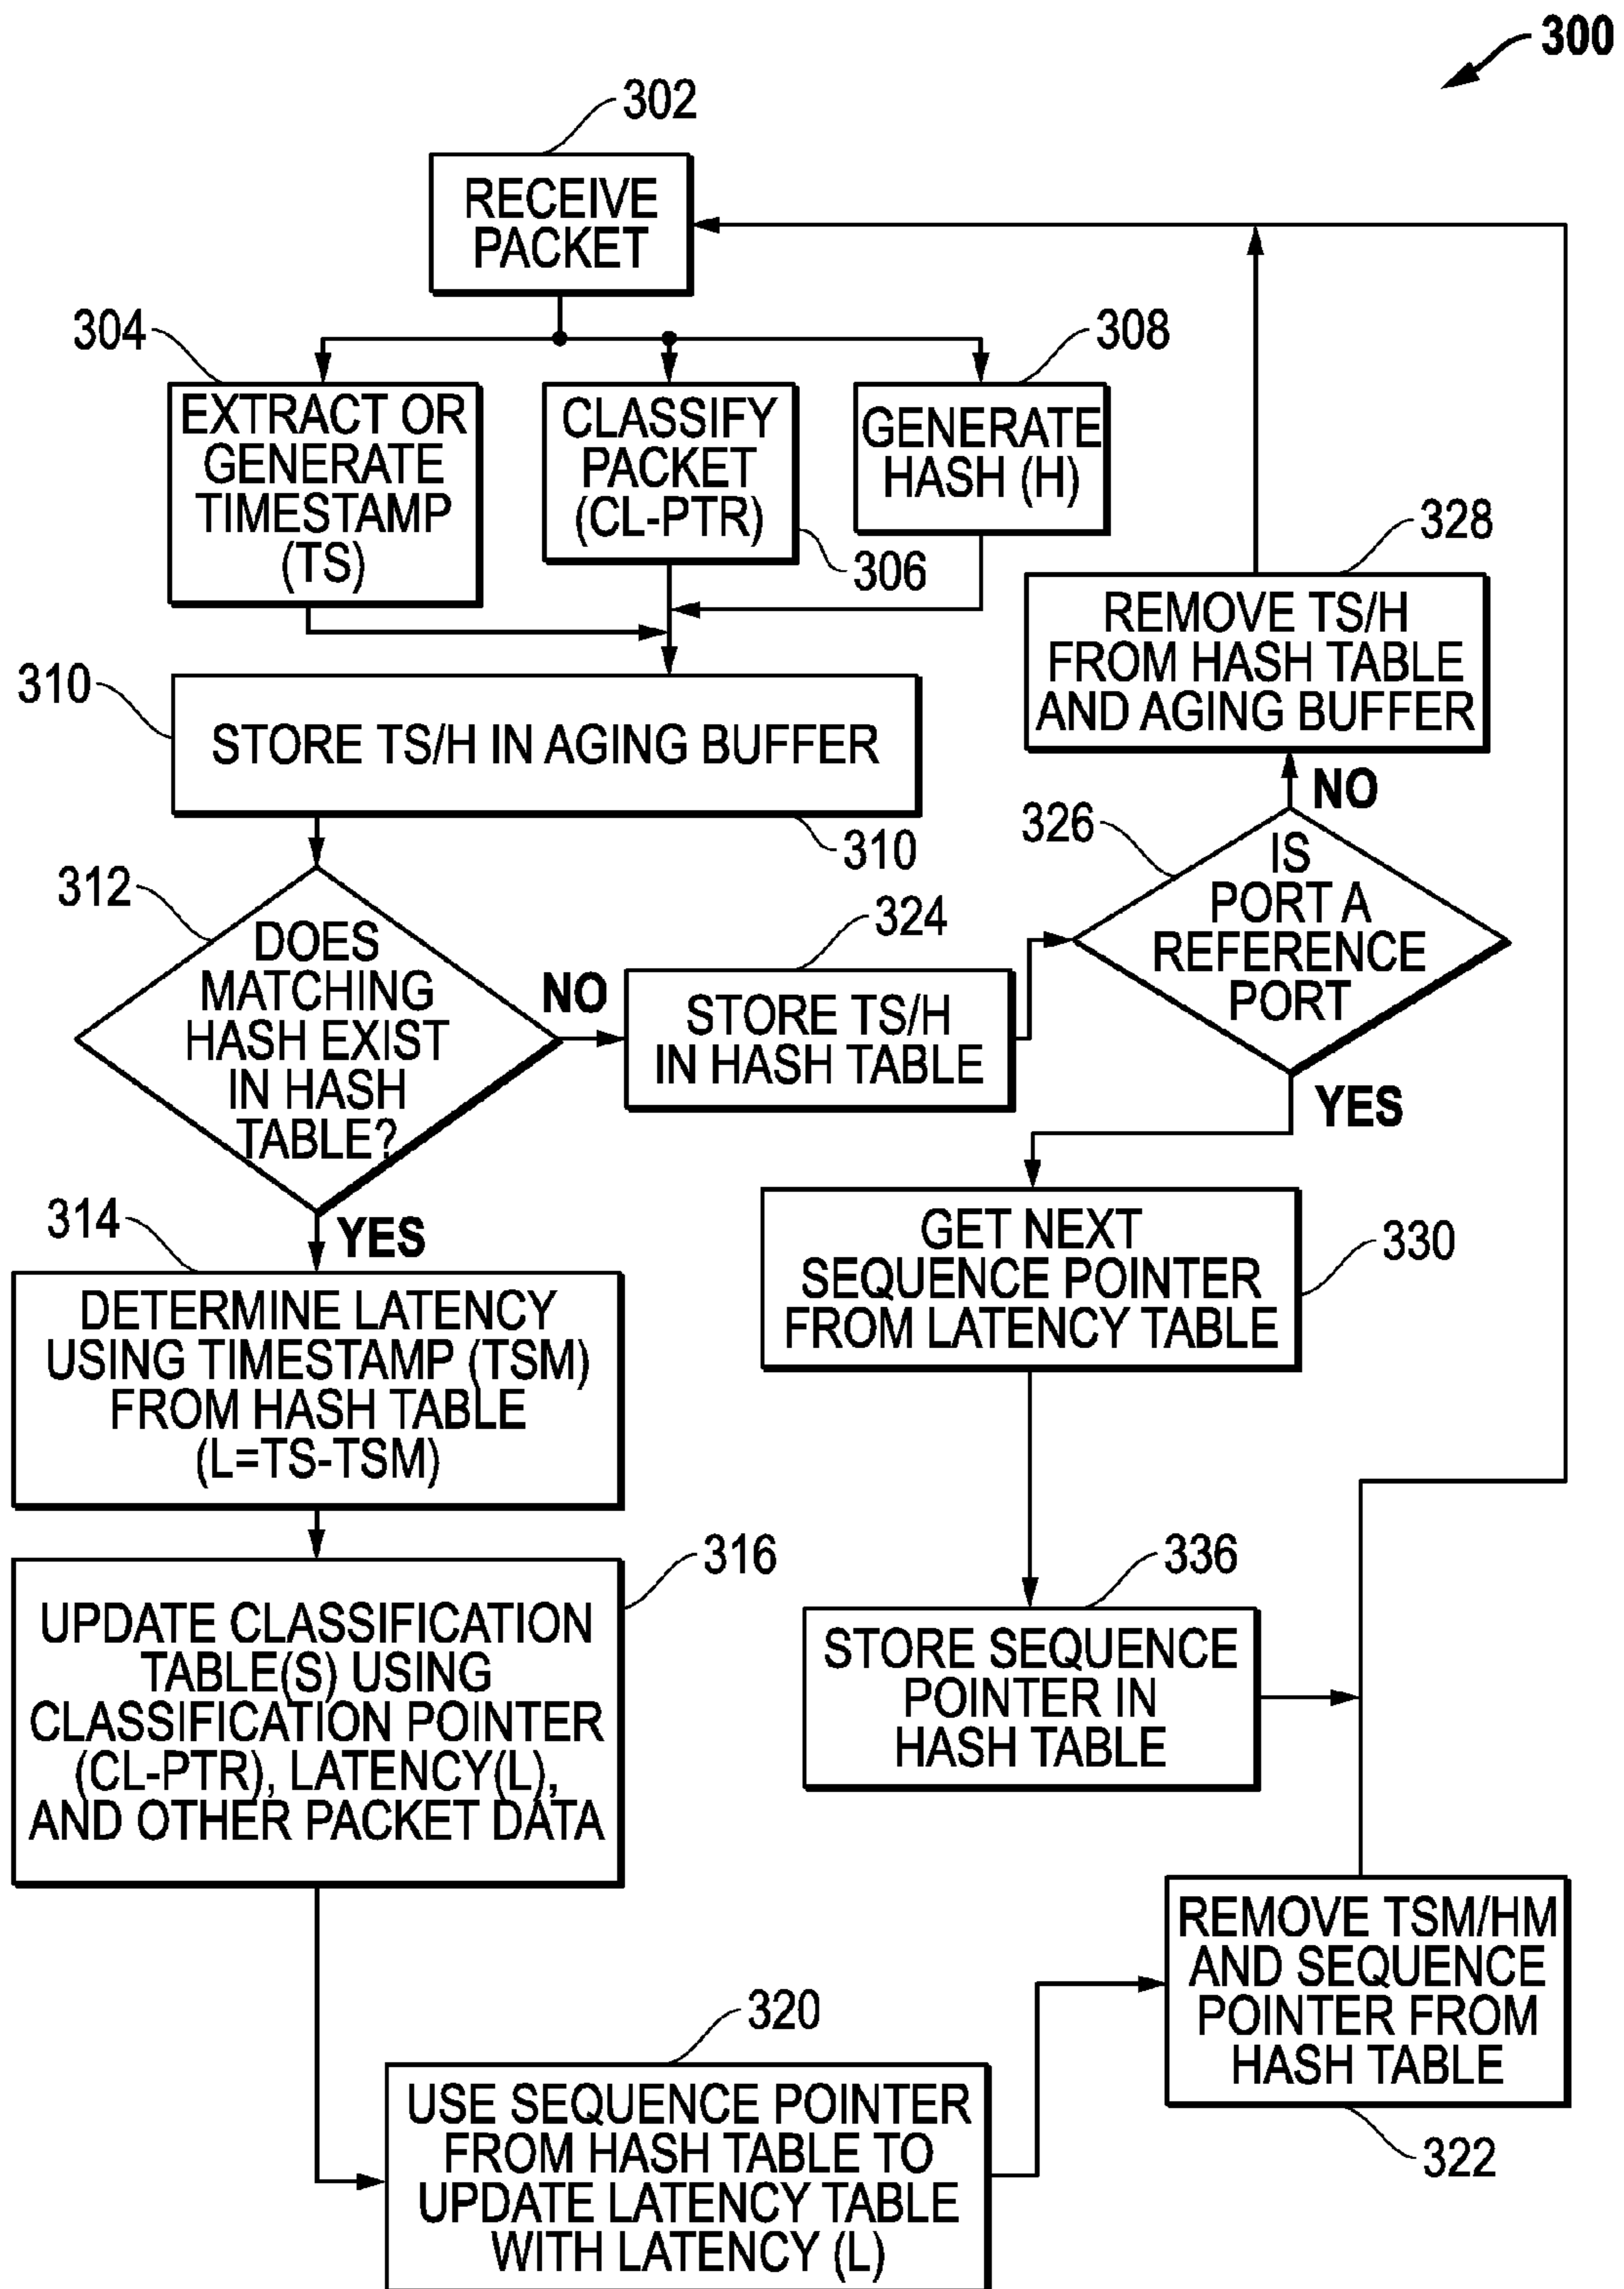 300
302
RECEIVE
PACKET
304
EXTRACT OR
GENERATE
TIMESTAMP
(TS)
CLASSIFY
PACKET
(CL-PTR)
306
308
GENERATE
HASH (H)
310
STORE TS/H IN AGING BUFFER
310
312
DOES
MATCHING
HASH EXIST
IN HASH
TABLE?
NO
YES
324
STORE TS/H
IN HASH TABLE
326
IS
PORT A
REFERENCE
PORT
NO
YES
328
REMOVE TS/H
FROM HASH TABLE
AND AGING BUFFER
330
GET NEXT
SEQUENCE POINTER
FROM LATENCY TABLE
336
STORE SEQUENCE
POINTER IN
HASH TABLE
314
DETERMINE LATENCY
USING TIMESTAMP (TSM)
FROM HASH TABLE
(L=TS-TSM)
316
UPDATE CLASSIFICATION
TABLE(S) USING
CLASSIFICATION POINTER
(CL-PTR), LATENCY(L),
AND OTHER PACKET DATA
320
USE SEQUENCE POINTER
FROM HASH TABLE TO
UPDATE LATENCY TABLE
WITH LATENCY (L)
REMOVE TSM/HM
AND SEQUENCE
POINTER FROM
HASH TABLE
322